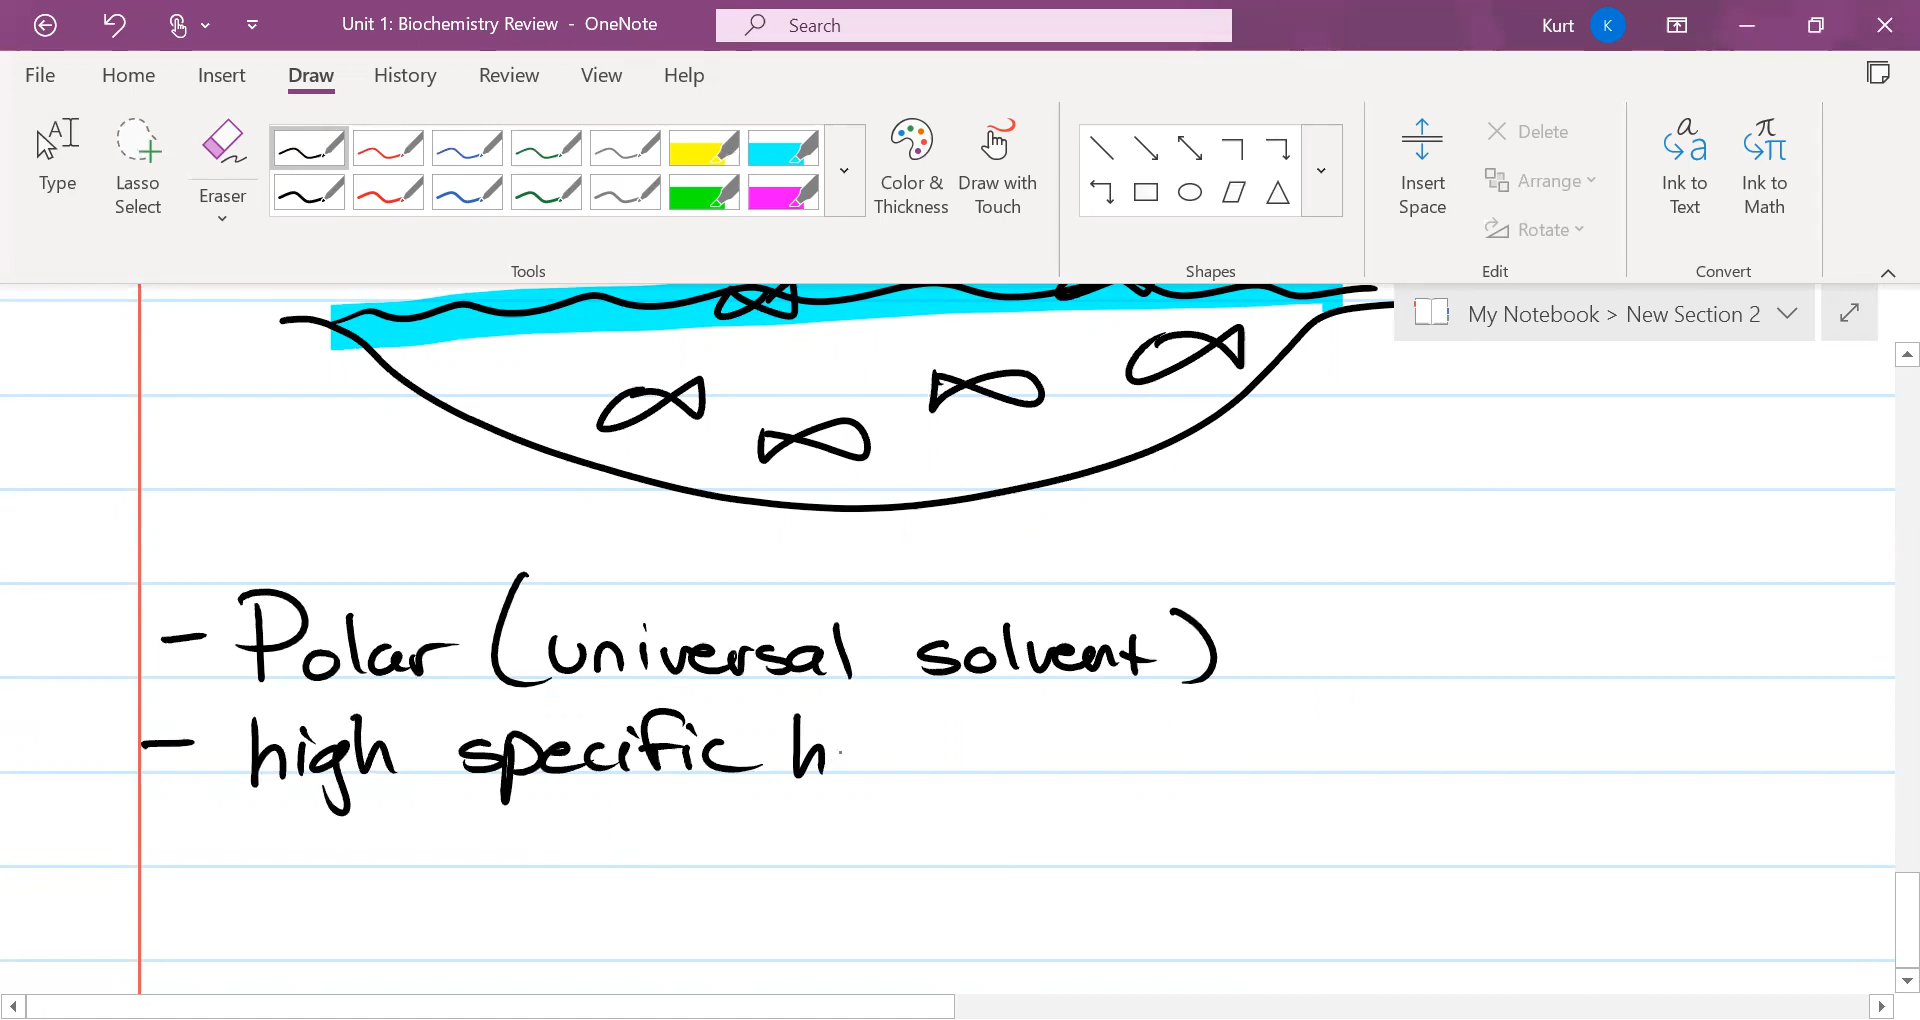 Unit 1: Biochemistry Review - OneNote
Search
Kurt
K
File Home Insert Draw History Review View Help
Type
Lasso Select
Eraser
Color & Thickness
Draw with Touch
Insert Space
Delete
Arrange
Rotate
Ink to Text
Ink to Math
Tools
Shapes
Edit
Convert
My Notebook > New Section 2
- Polar (universal solvent)
- high specific h